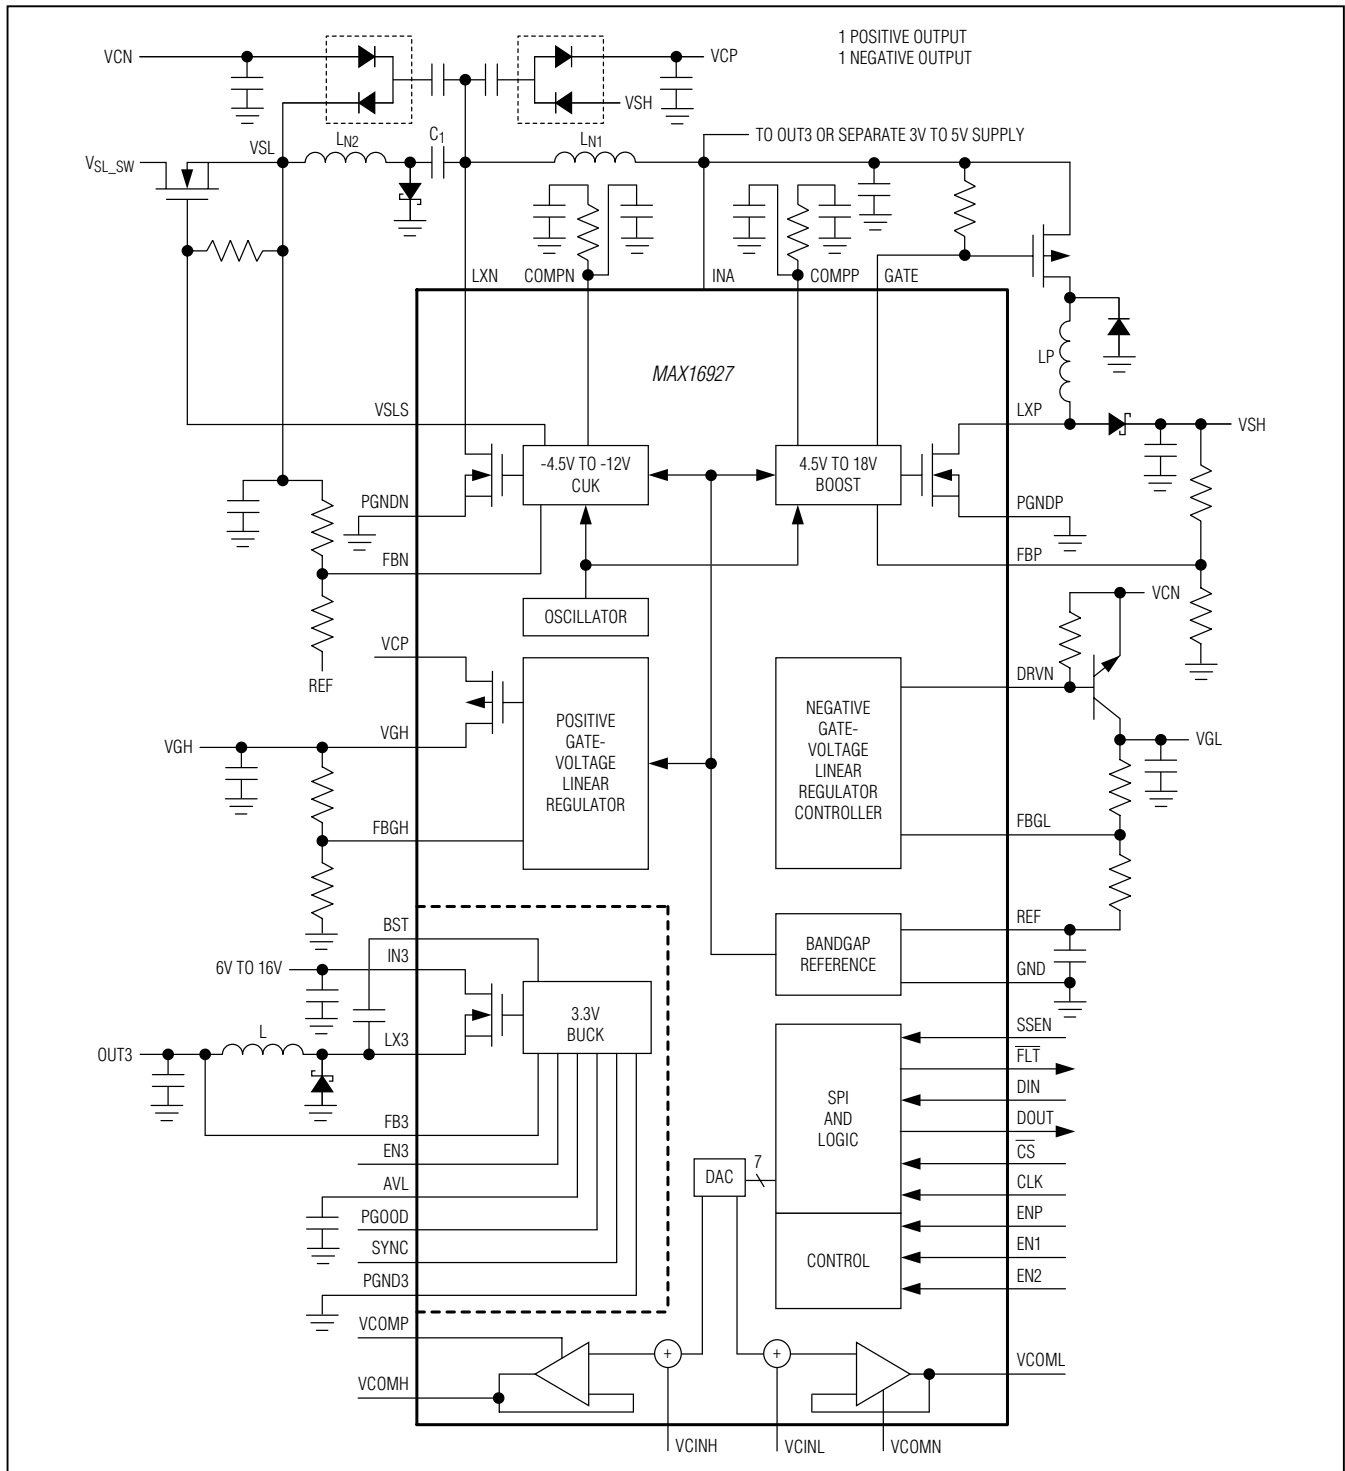 1 POSITIVE OUTPUT
1 NEGATIVE OUTPUT
VCN
VCP
VSH
TO OUT3 OR SEPARATE 3V TO 5V SUPPLY
VSL
LN2
C1
LN1
VSL_SW
LXN
COMPN
INA
COMPP
GATE
MAX16927
LP
VSLS
LXP
VSH
-4.5V TO -12V
CUK
4.5V TO 18V
BOOST
PGNDN
PGNDP
FBN
FBP
OSCILLATOR
VCN
VCP
REF
DRVN
POSITIVE
GATE-
VOLTAGE
LINEAR
REGULATOR
NEGATIVE
GATE-
VOLTAGE
LINEAR
REGULATOR
CONTROLLER
VGH
VGH
VGL
FBGH
FBGL
BST
REF
IN3
6V TO 16V
BANDGAP
REFERENCE
GND
3.3V
BUCK
L
LX3
OUT3
SSEN
FLT
DIN
DOUT
CS
CLK
ENP
EN1
EN2
SPI
AND
LOGIC
CONTROL
FB3
EN3
AVL
PGOOD
SYNC
PGND3
DAC
7
VCOMP
VCOMH
+
+
VCOML
VCINH
VCINL
VCOMN